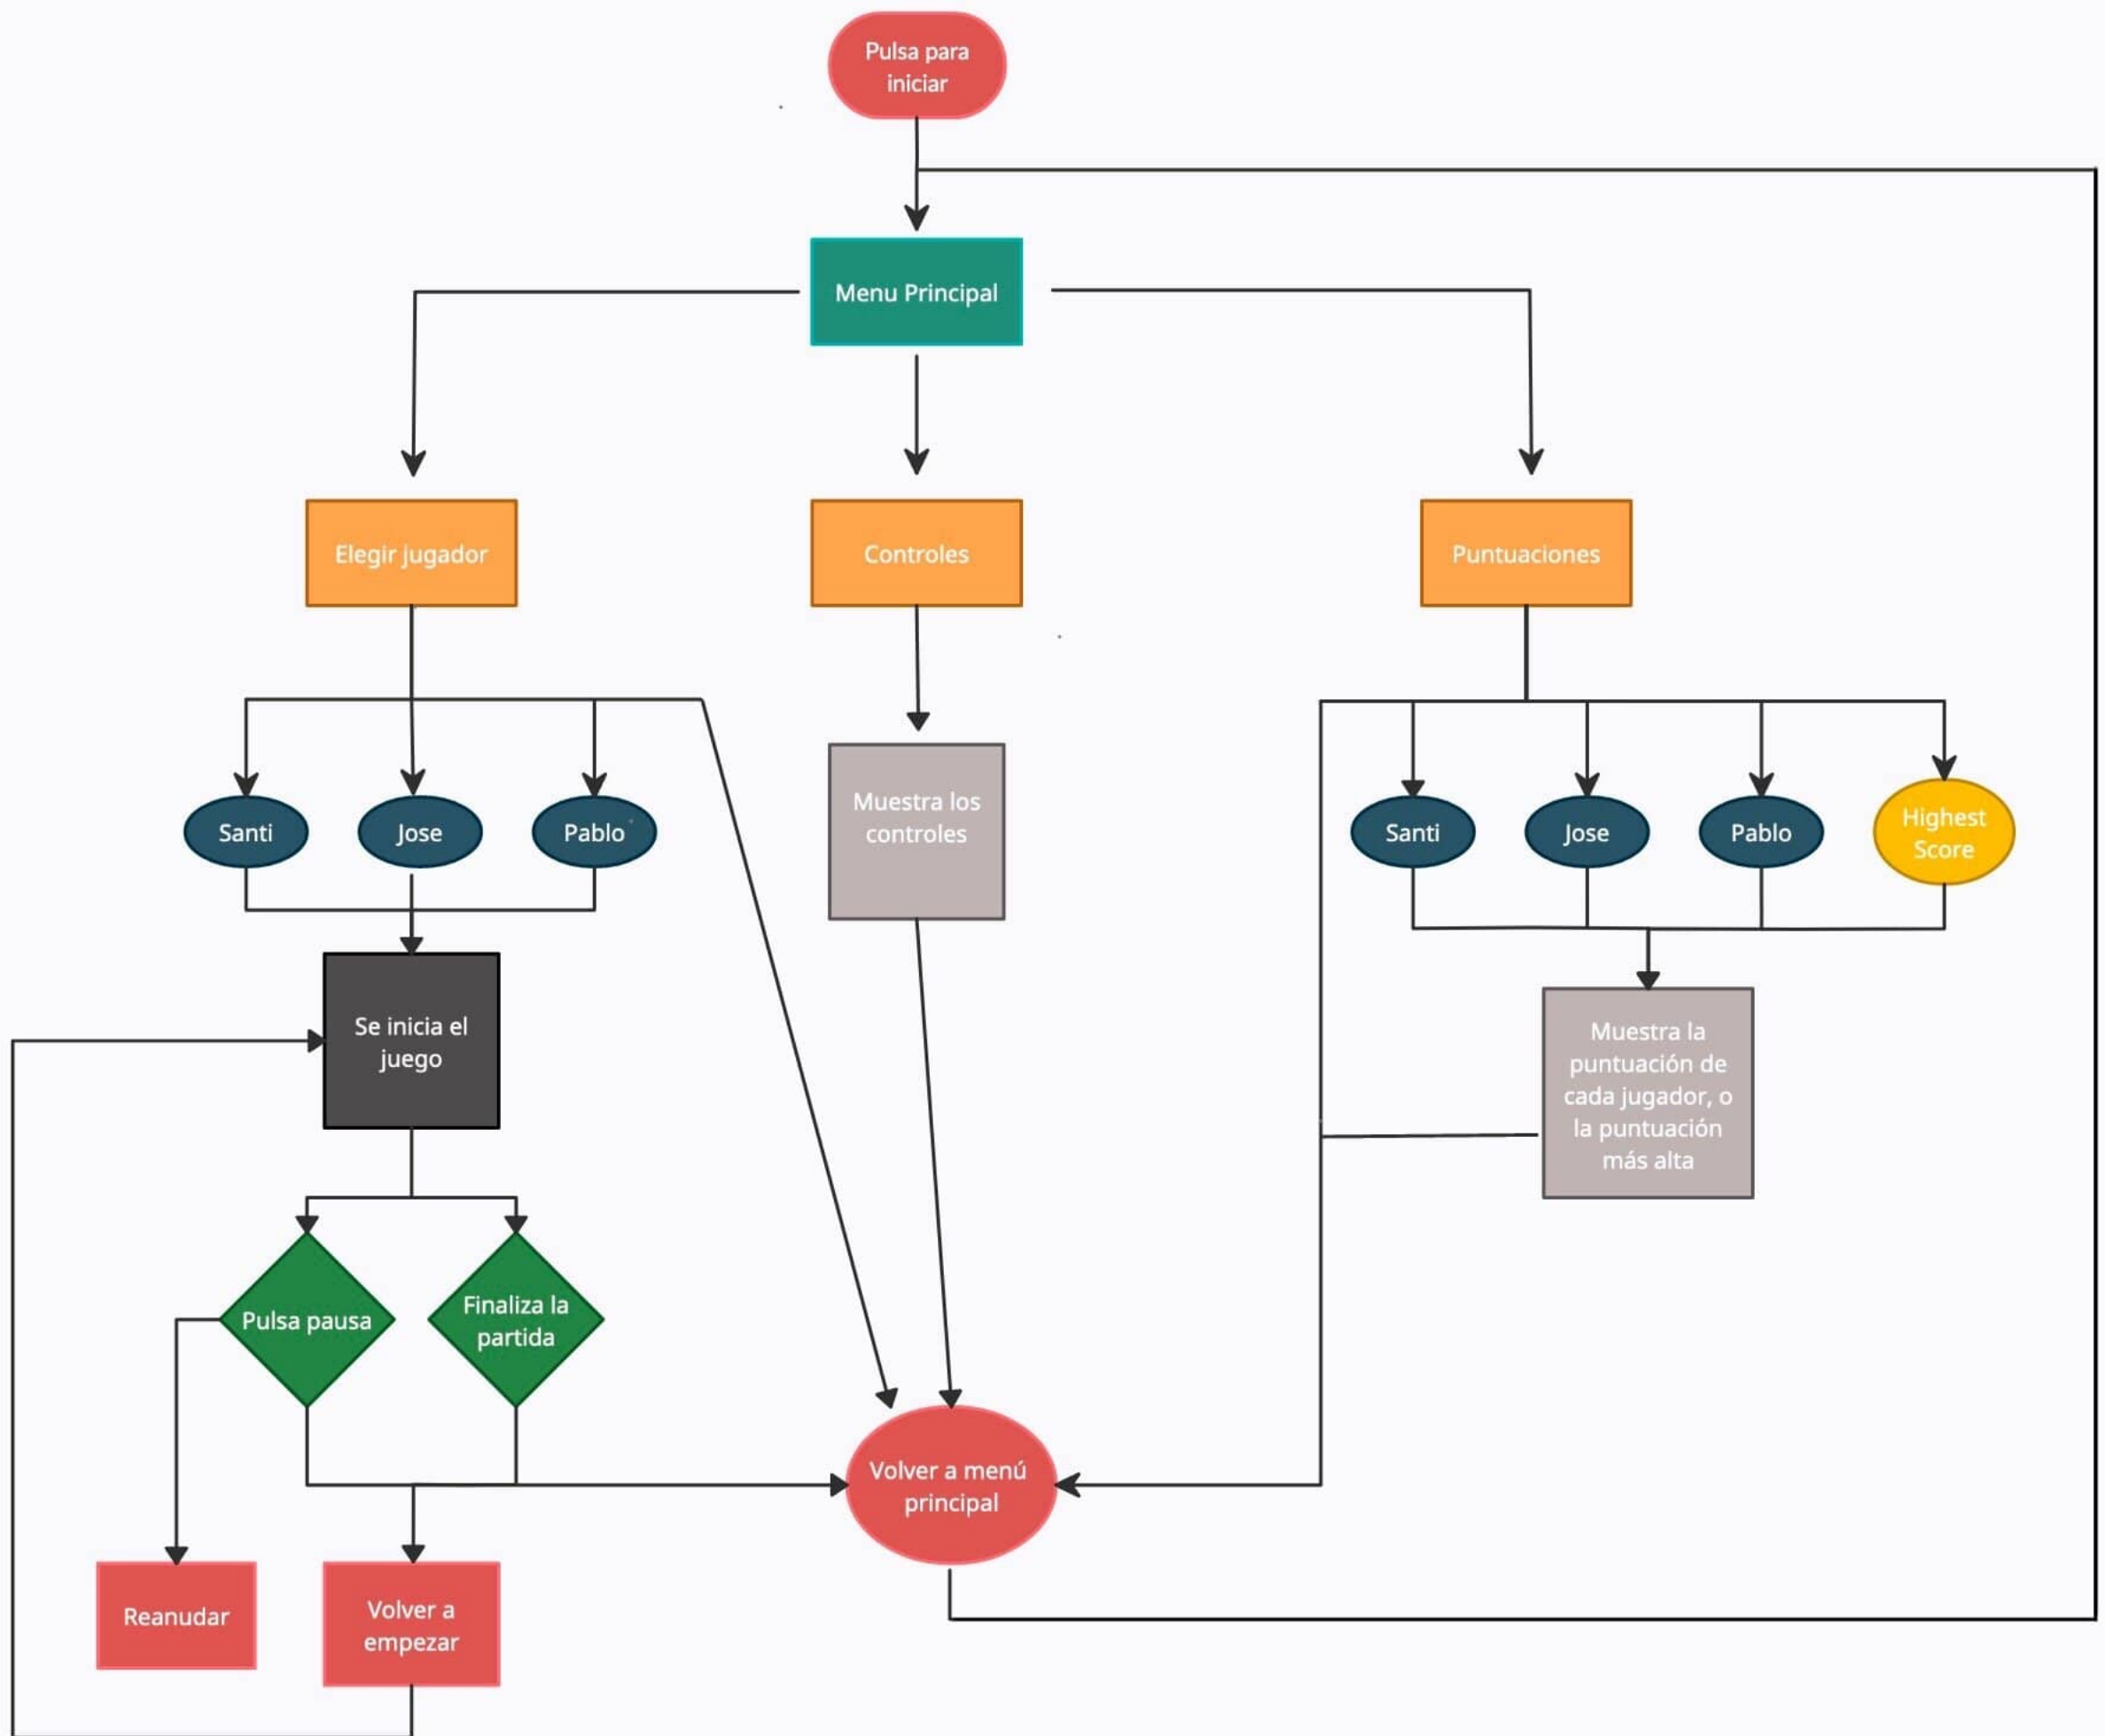 Pulsa para
iniciar
Menu Principal
Elegir jugador
Controles
Puntuaciones
Santi
Jose
Pablo
Muestra los
controles
Santi
Jose
Pablo
Highest
Score
Se inicia el
juego
Muestra la
puntuación de
cada jugador, o
la puntuación
más alta
Pulsa pausa
Finaliza la
partida
Volver a menú
principal
Reanudar
Volver a
empezar